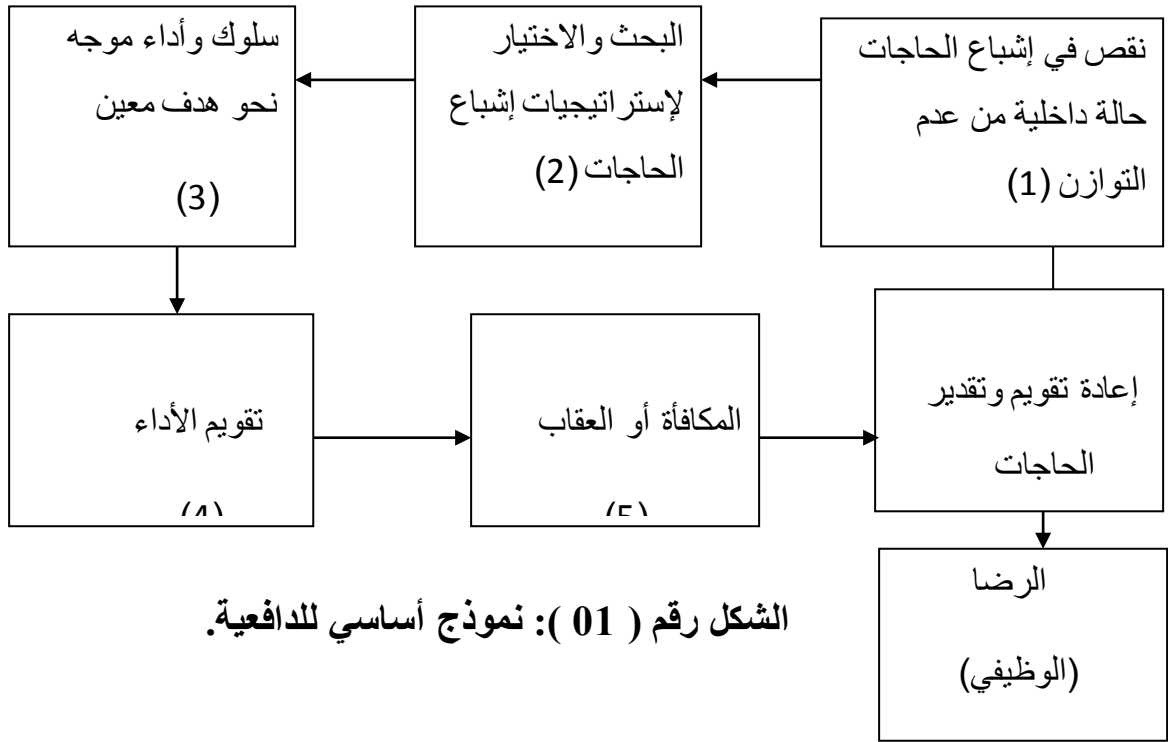 نقص في إشباع الحاجات
حالة داخلية من عدم
التوازن (1)
البحث والاختيار
لإستراتيجيات إشباع
الحاجات (2)
سلوك وأداء موجه
نحو هدف معين
(3)
تقويم الأداء
(4)
المكافأة أو العقاب
(5)
إعادة تقويم وتقدير
الحاجات
الرضا
(الوظيفي)
الشكل رقم ( 01 ): نموذج أساسي للدافعية.